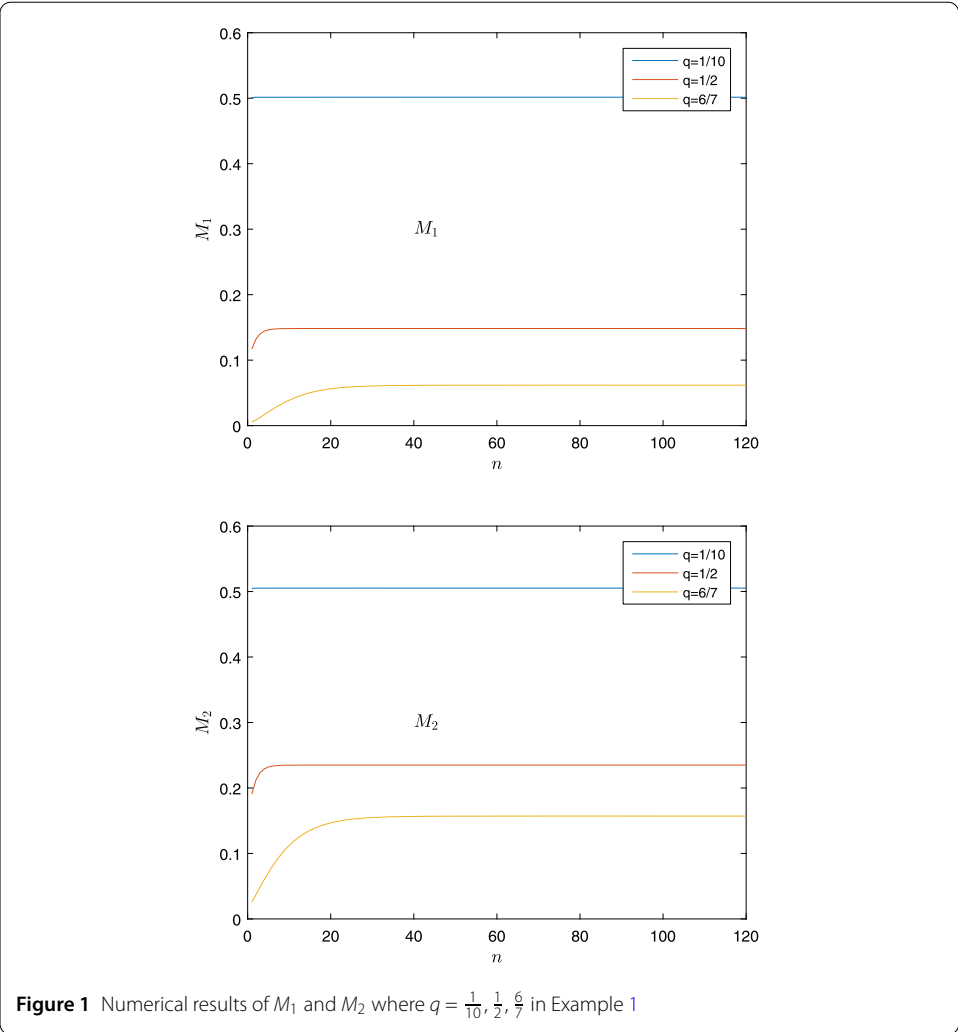 0.6
0.5
0.4
0.3
0.2
0.1
0
M₁
M₁
q=1/10
q=1/2
q=6/7
0 20 40 60 80 100 120
n
0.6
0.5
0.4
0.3
0.2
0.1
0
M₂
M₂
q=1/10
q=1/2
q=6/7
0 20 40 60 80 100 120
n
Figure 1 Numerical results of M₁ and M₂ where q = 1/10, 1/2, 6/7 in Example 1